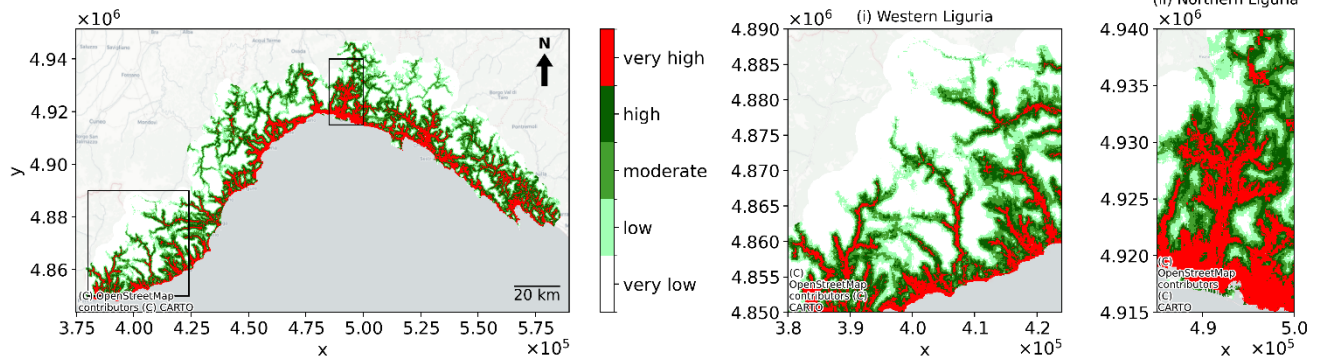 ×10⁶
4.94
4.92
4.90
4.88
4.86
y
3.75
4.00
4.25
4.50
4.75
5.00
5.25
5.50
5.75
x
×10⁵
N
20 km
(C) OpenStreetMap
contributors (C) CARTO
very high
high
moderate
low
very low
×10⁶
(i) Western Liguria
4.890
4.885
4.880
4.875
4.870
4.865
4.860
4.855
4.850
(C)
OpenStreetMap
contributors (C)
CARTO
3.8
3.9
4.0
4.1
4.2
x
×10⁵
(ii) Northern Liguria
×10⁶
4.940
4.935
4.930
4.925
4.920
4.915
(C)
OpenStreetMap
contributors
(C)
CARTO
4.9
5.0
x
×10⁵